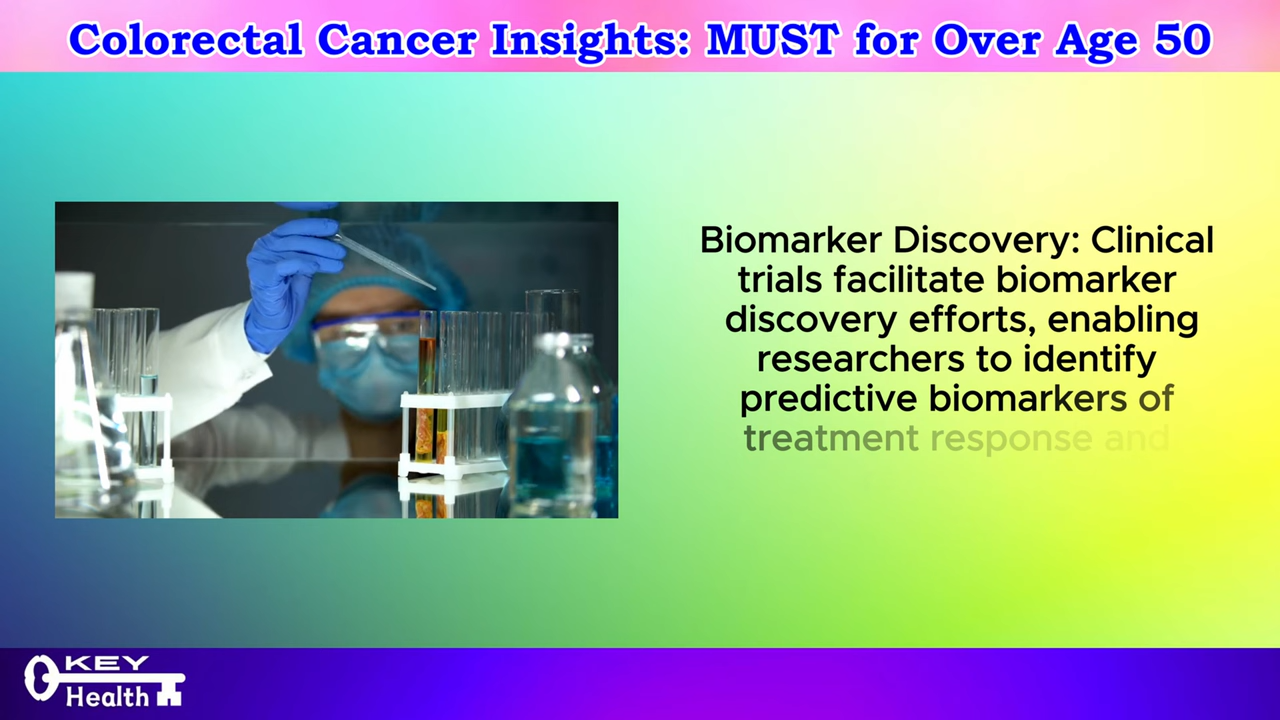 Colorectal Cancer Insights: MUST for Over Age 50
Biomarker Discovery: Clinical
trials facilitate biomarker
discovery efforts, enabling
researchers to identify
predictive biomarkers of
treatment response and
KEY
Health